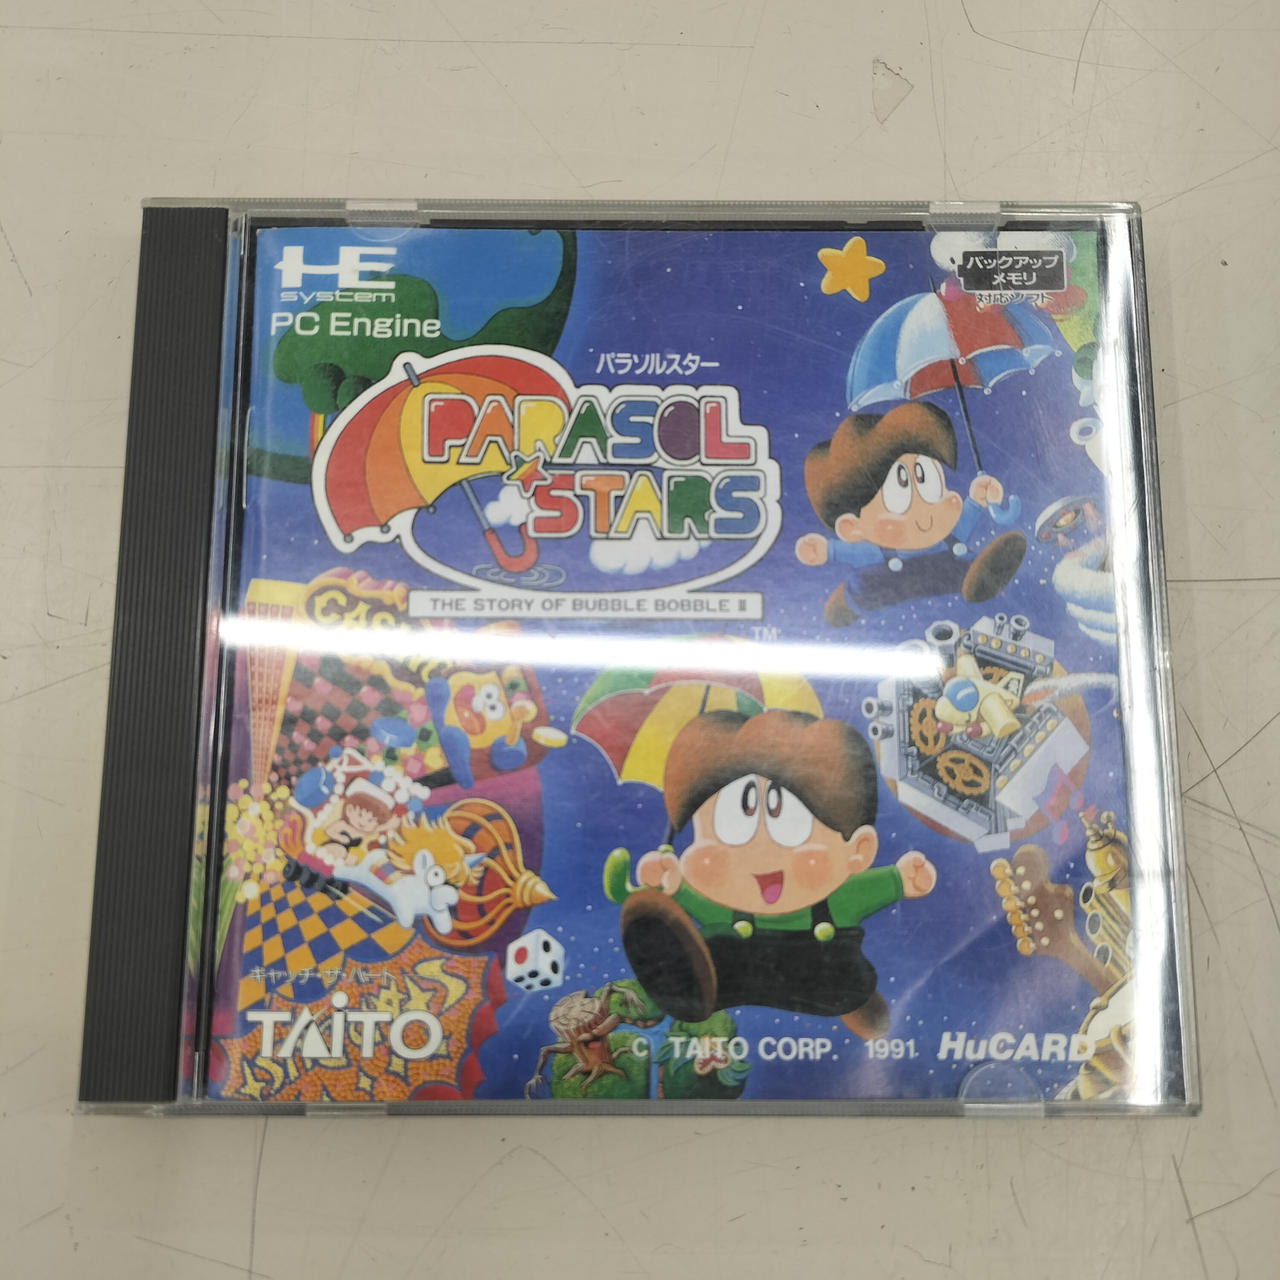 HE
system
PC Engine
バックアップ
メモリ
対応ソフト
パラソルスター
PARASOL
STARS
THE STORY OF BUBBLE BOBBLE III
TM
キャッチ・ザ・ハート
TAITO
C TAITO CORP. 1991
HuCARD